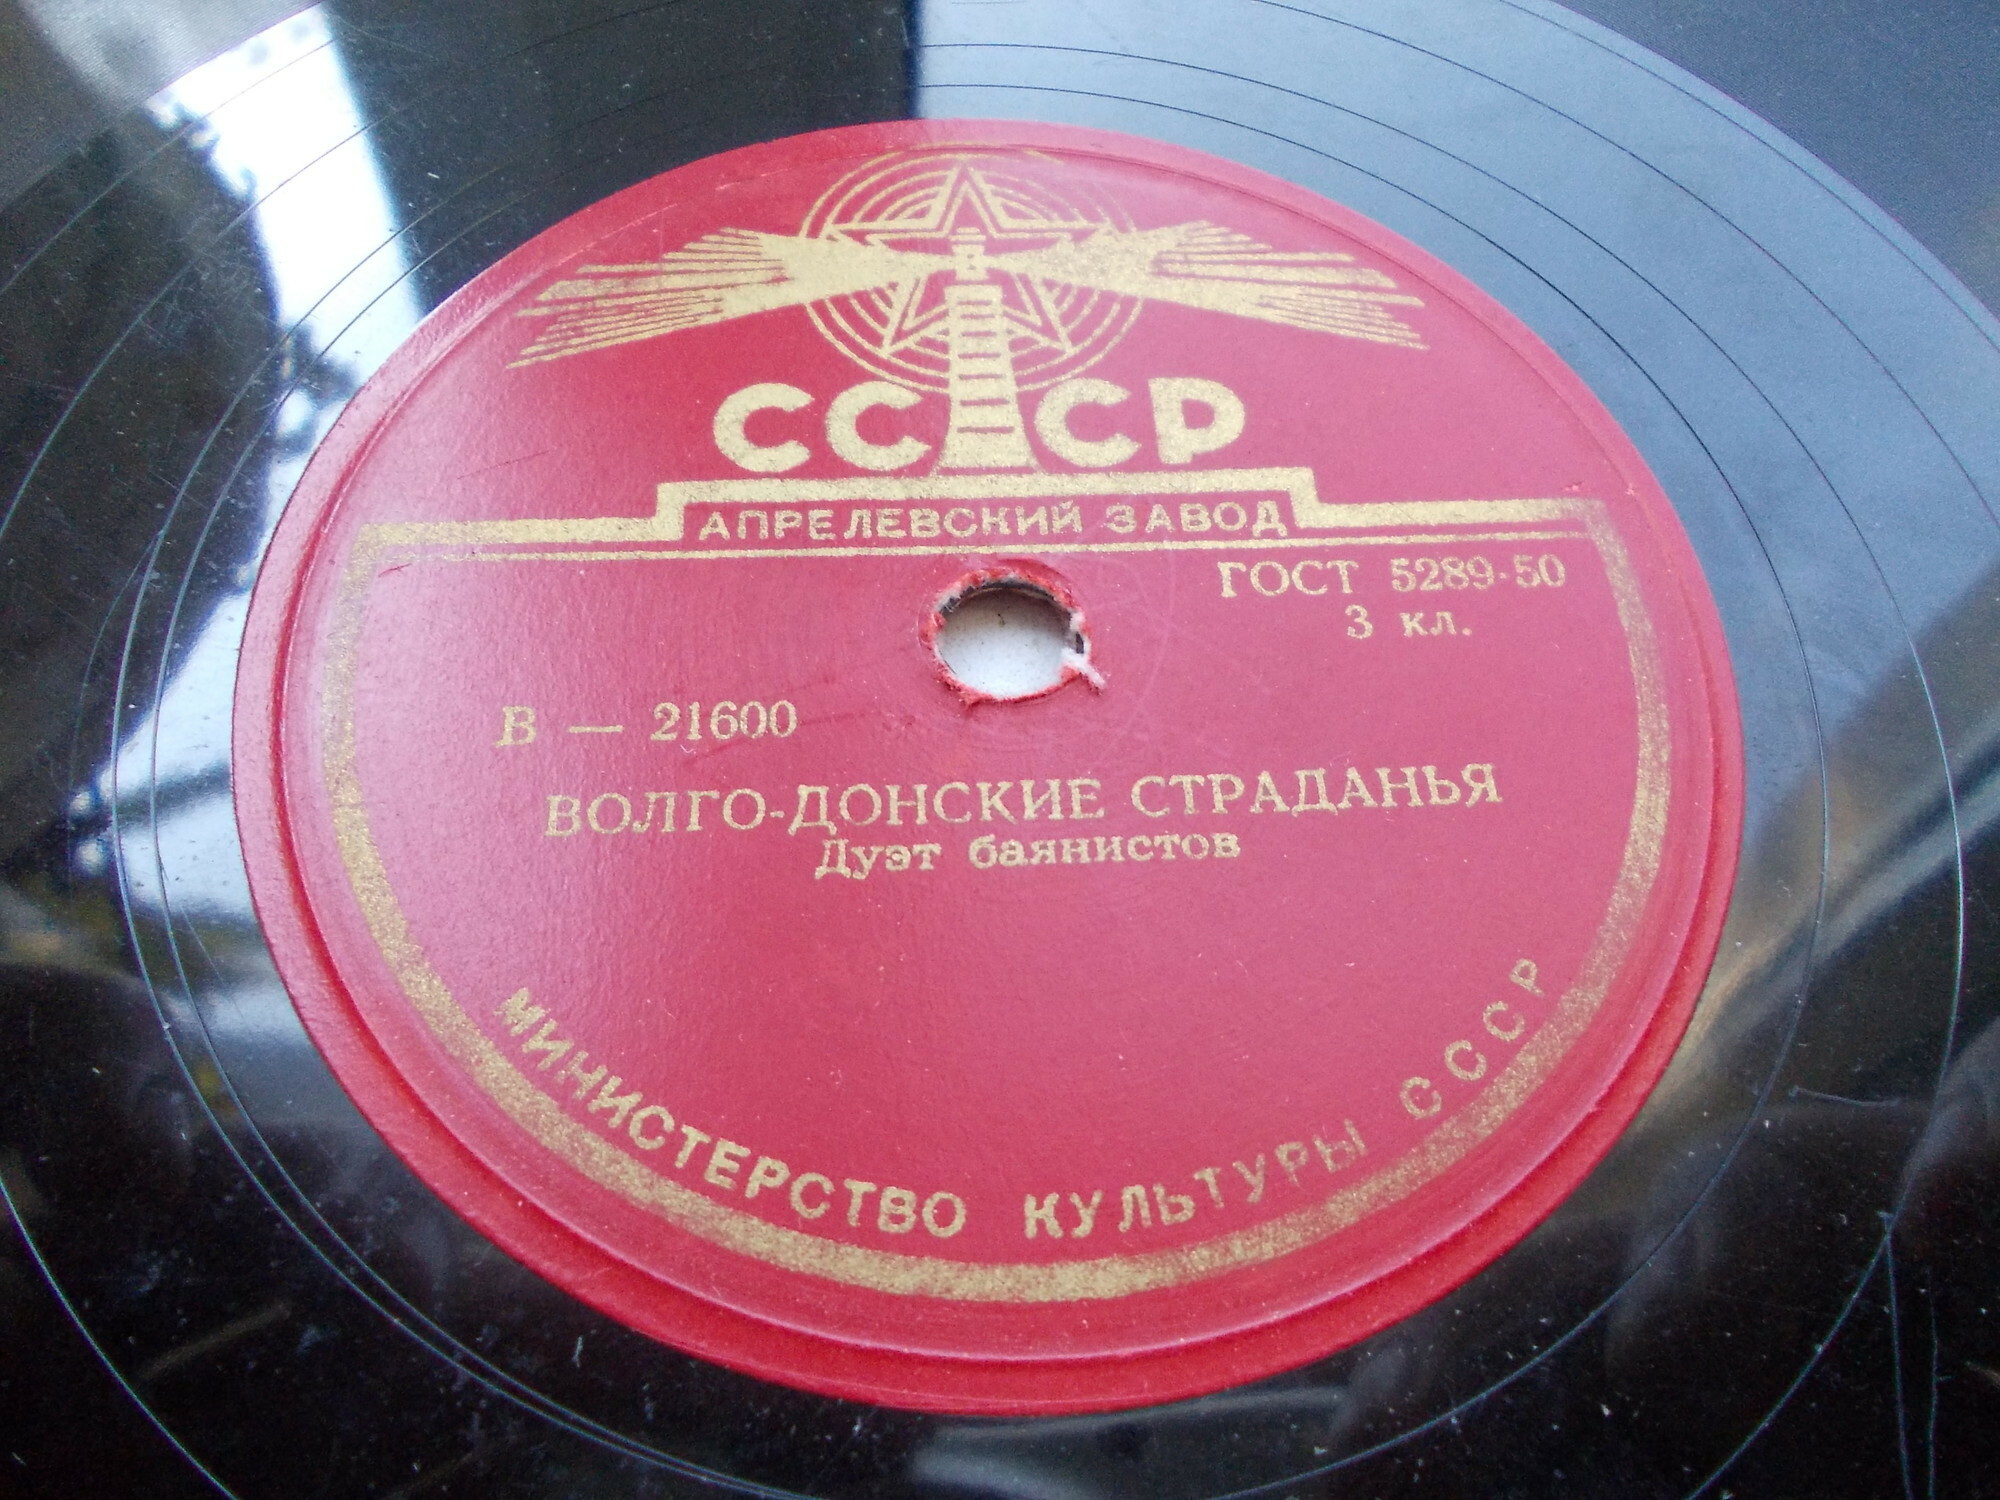 СССР
АПРЕЛЕВСКИЙ ЗАВОД
ГОСТ 5289-50
3 кл.
В — 21600
ВОЛГО-ДОНСКИЕ СТРАДАНЬЯ
Дуэт баянистов
МИНИСТЕРСТВО КУЛЬТУРЫ СССР